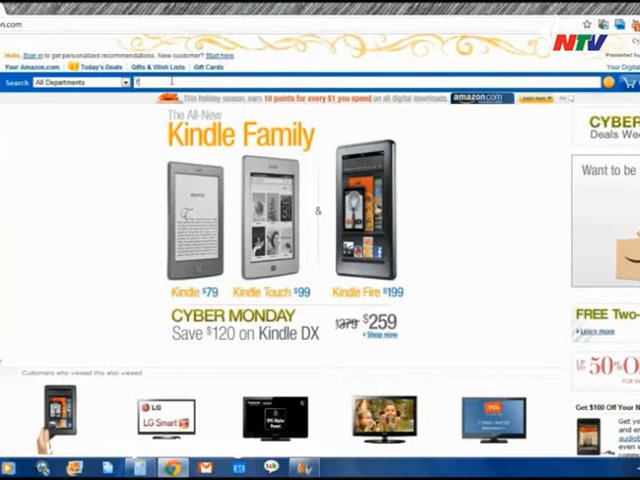 on.com
NTV
Hello. Sign in to get personalized recommendations. New customer? Start here.
Your Amazon.com
Today's Deals
Gifts & Wish Lists
Gift Cards
Your Digital
Search
All Departments
This holiday season, earn 10 points for every $1 you spend on all digital downloads.
amazon.com
The All-New
Kindle Family
&
Kindle $79
Kindle Touch $99
Kindle Fire $199
CYBER MONDAY
Save $120 on Kindle DX
$379 $259
Shop now
CYBER
Deals Wee
Want to be
FREE Two-
Learn more
UP TO 50% O
Customers who viewed this also viewed
LG
LG Smart
TCL
Get $100 Off Your N